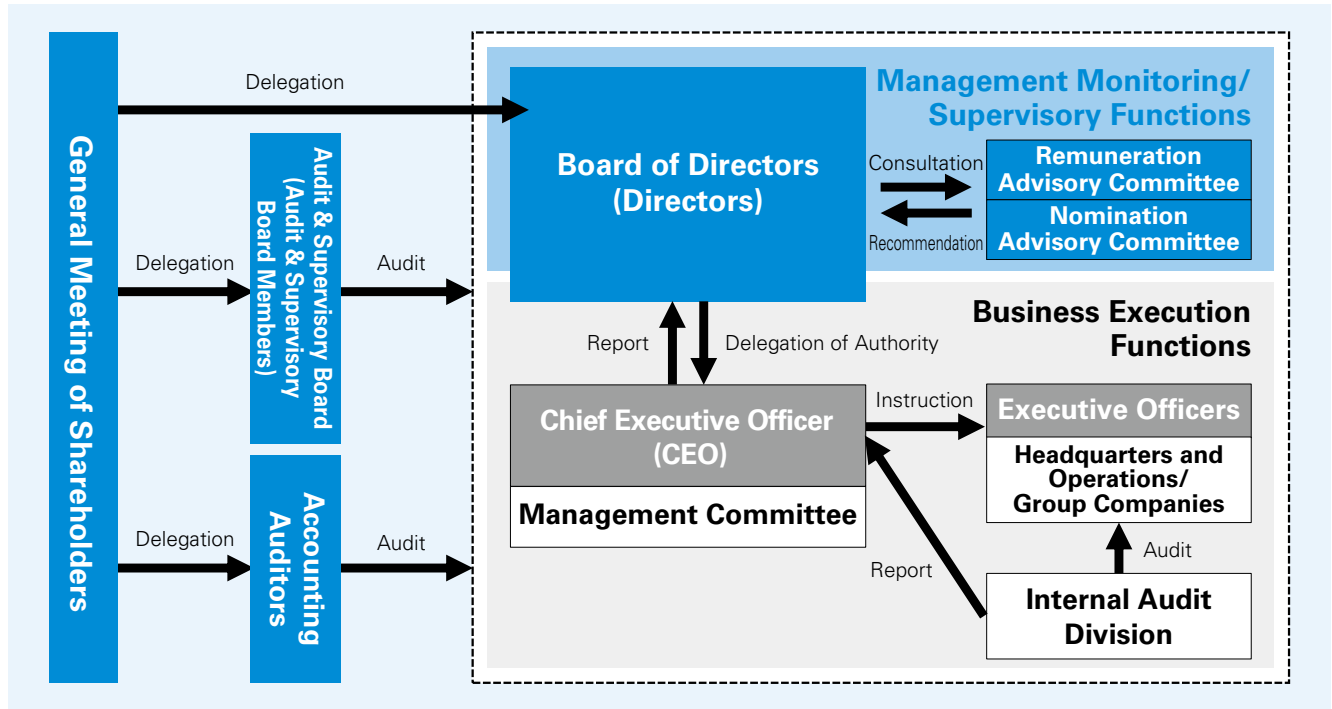 General Meeting of Shareholders
Delegation
Delegation
Delegation
Audit & Supervisory Board
(Audit & Supervisory
Board Members)
Audit
Accounting
Auditors
Audit
Management Monitoring/
Supervisory Functions
Board of Directors
(Directors)
Consultation
Recommendation
Remuneration
Advisory Committee
Nomination
Advisory Committee
Business Execution
Functions
Report
Delegation of Authority
Chief Executive Officer
(CEO)
Management Committee
Instruction
Executive Officers
Headquarters and
Operations/
Group Companies
Report
Audit
Internal Audit
Division